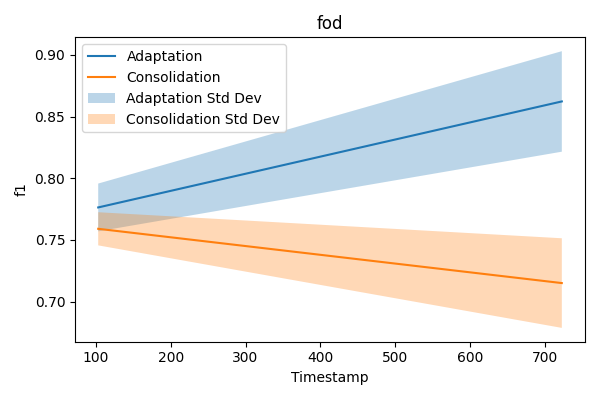 fod
Adaptation
Consolidation
Adaptation Std Dev
Consolidation Std Dev
0.90
0.85
0.80
0.75
0.70
f1
100 200 300 400 500 600 700
Timestamp